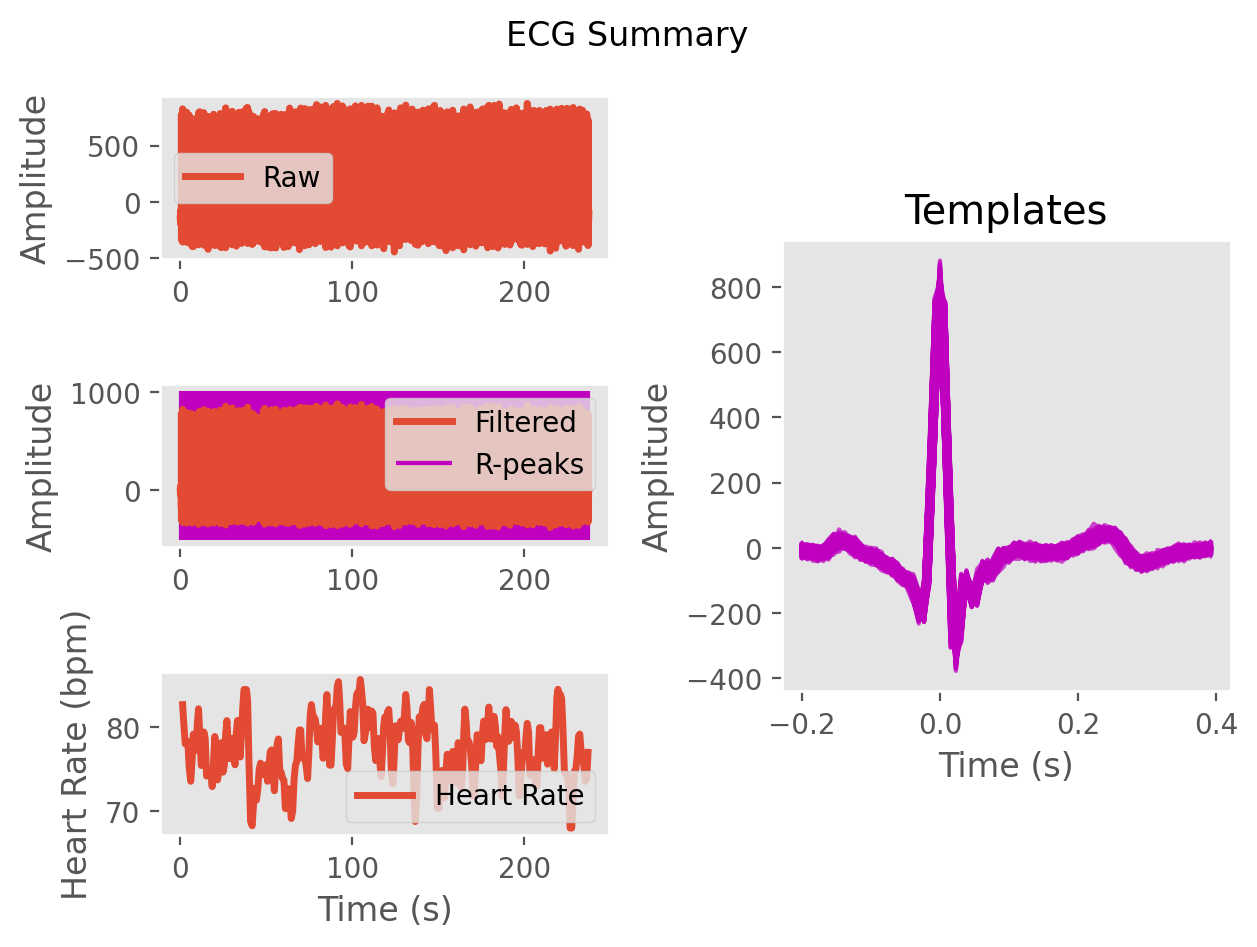 ECG Summary
Amplitude
500
0
−500
Raw
0
100
200
Amplitude
1000
0
Filtered
R-peaks
0
100
200
Heart Rate (bpm)
80
70
Heart Rate
0
100
200
Time (s)
Templates
Amplitude
800
600
400
200
0
−200
−400
−0.2
0.0
0.2
0.4
Time (s)